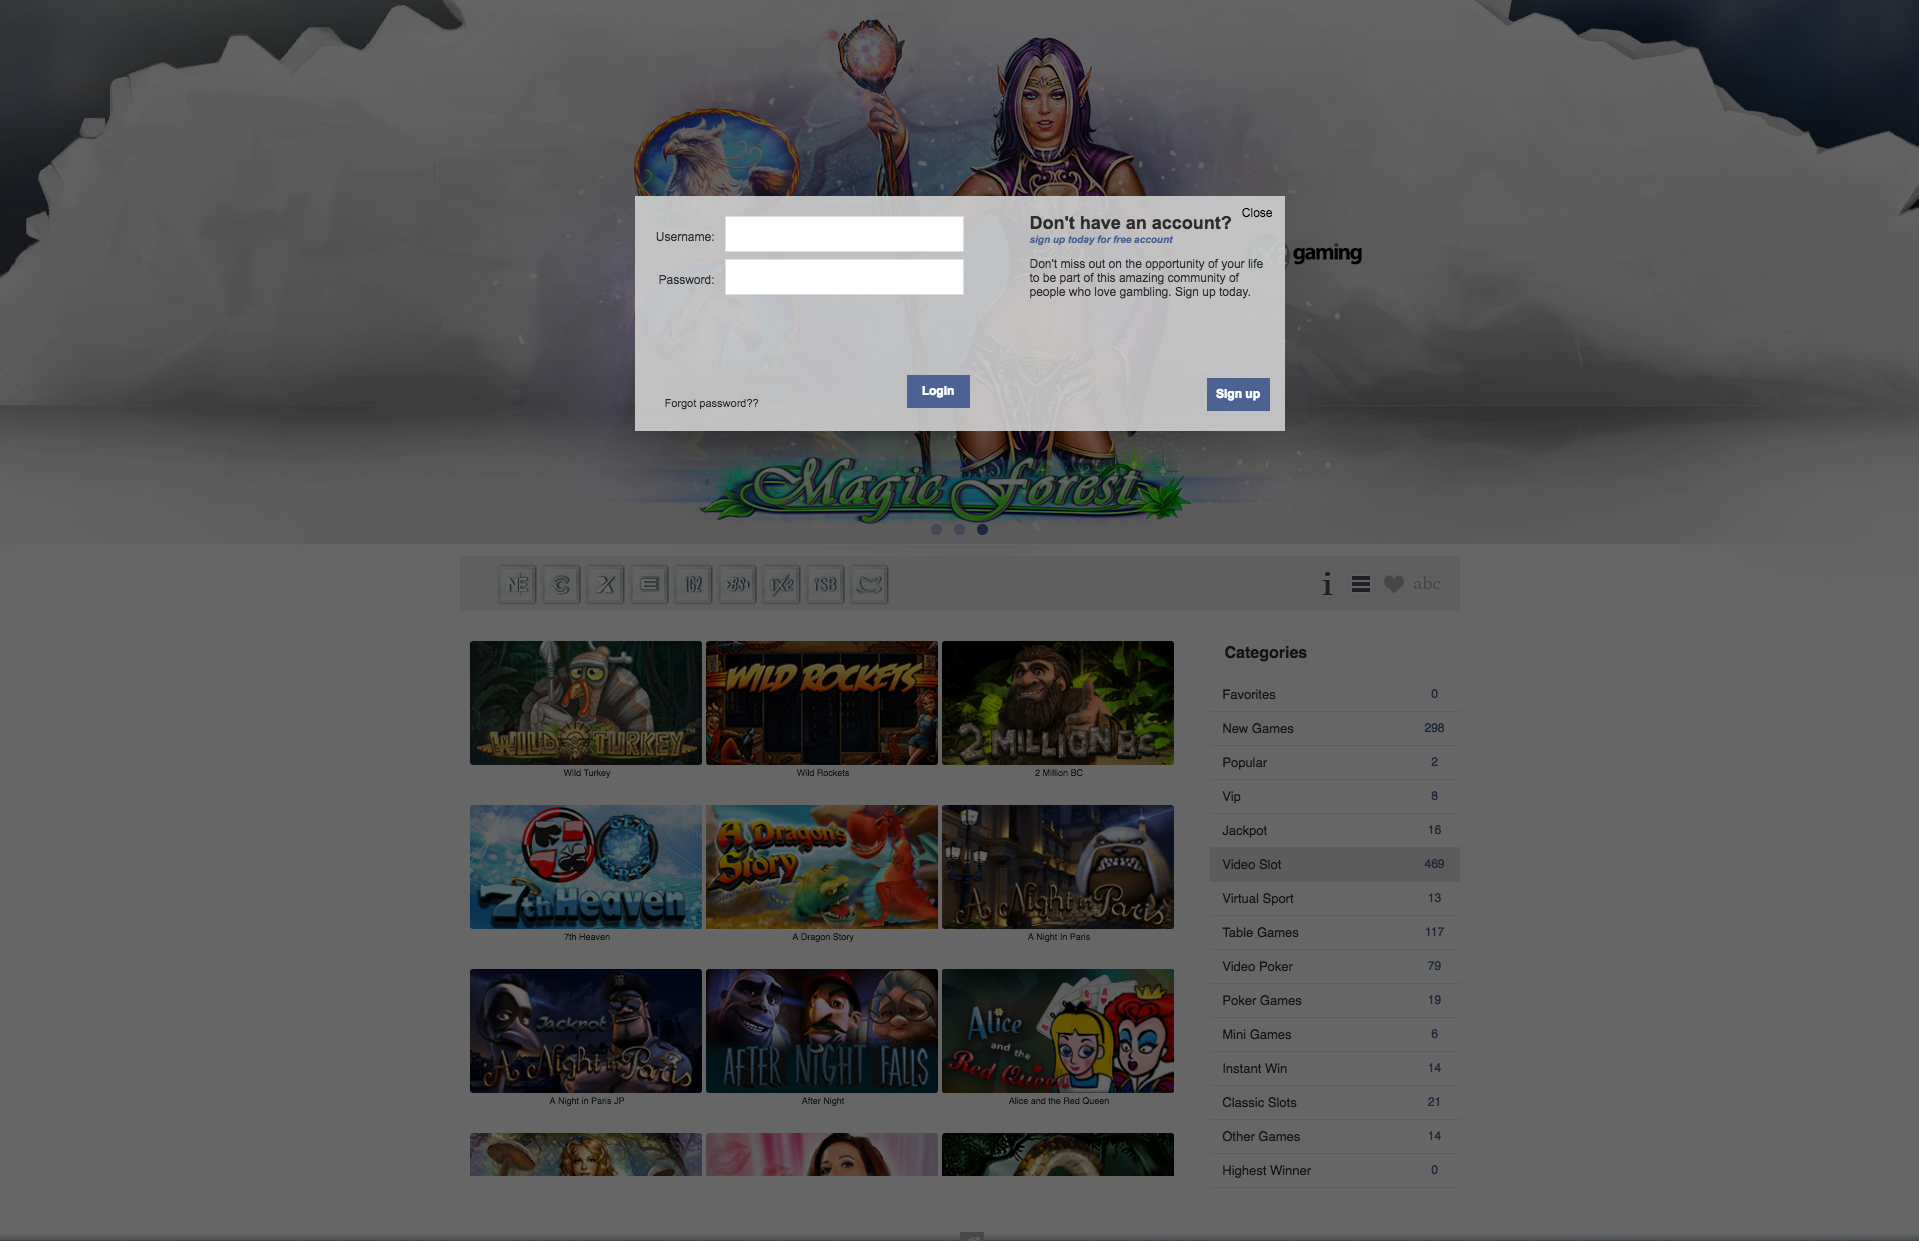 Close
Username:
Password:
Forgot password??
Login
Don't have an account?
sign up today for free account
Don't miss out on the opportunity of your life
to be part of this amazing community of
people who love gambling. Sign up today.
Sign up
gaming
Magic Forest
NE
C
X
E
1X2
TSB
i
abc
WILD TURKEY
Wild Turkey
WILD ROCKETS
Wild Rockets
2 MILLION B.C.
2 Million BC
7th Heaven
7th Heaven
A Dragon's
Story
A Dragon Story
A Night in Paris
A Night In Paris
Jackpot
A Night in Paris
A Night in Paris JP
AFTER NIGHT FALLS
After Night
Alice
and the
Red Queen
Alice and the Red Queen
Categories
Favorites 0
New Games 298
Popular 2
Vip 8
Jackpot 16
Video Slot 469
Virtual Sport 13
Table Games 117
Video Poker 79
Poker Games 19
Mini Games 6
Instant Win 14
Classic Slots 21
Other Games 14
Highest Winner 0